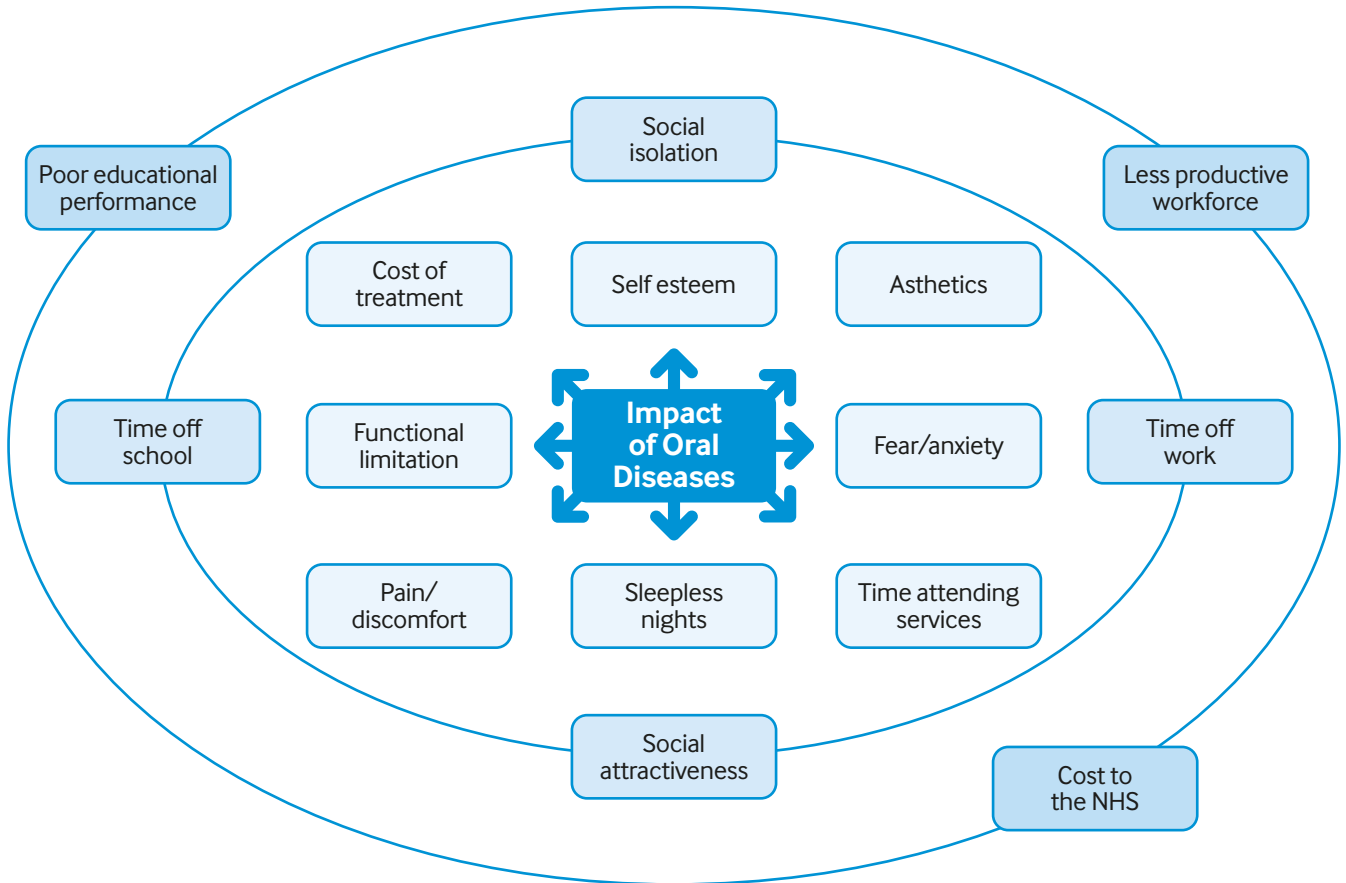 Social
isolation
Poor educational
performance
Less productive
workforce
Cost of
treatment
Self esteem
Asthetics
Time off
school
Functional
limitation
Impact
of Oral
Diseases
Fear/anxiety
Time off
work
Pain/
discomfort
Sleepless
nights
Time attending
services
Social
attractiveness
Cost to
the NHS